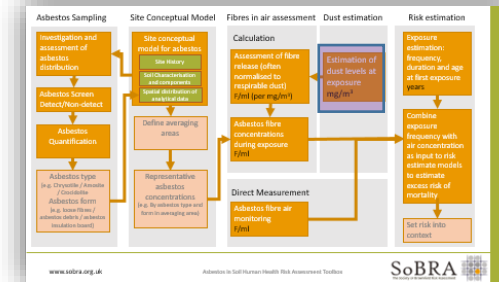 Asbestos Sampling
Investigation and
assessment of
asbestos
distribution
Asbestos Screen
Detect/Non-detect
Asbestos
Quantification
Asbestos type
(e.g. Chrysotile / Amosite /
Crocidolite)
Asbestos form
(e.g. loose fibres /
asbestos debris / asbestos
insulation board)
Site Conceptual Model
Site conceptual
model for asbestos
Site History
Soil Characterisation
and components
Spatial distribution of
analytical data
Define averaging
areas
Representative
asbestos
concentrations
(e.g. By asbestos type and
form in averaging area)
Fibres in air assessment
Calculation
Assessment of fibre
release (often
normalised to
respirable dust)
F/ml (per mg/m³)
Asbestos fibre
concentrations
during exposure
F/ml
Direct Measurement
Asbestos fibre air
monitoring
F/ml
Dust estimation
Estimation of
dust levels at
exposure
mg/m³
Risk estimation
Exposure
estimation:
frequency,
duration and age
at first exposure
years
Combine
exposure
frequency with
air concentration
as input to risk
estimate models
to estimate
excess risk of
mortality
Set risk into
context
www.sobra.org.uk
Asbestos in Soil Human Health Risk Assessment Toolbox
SoBRA